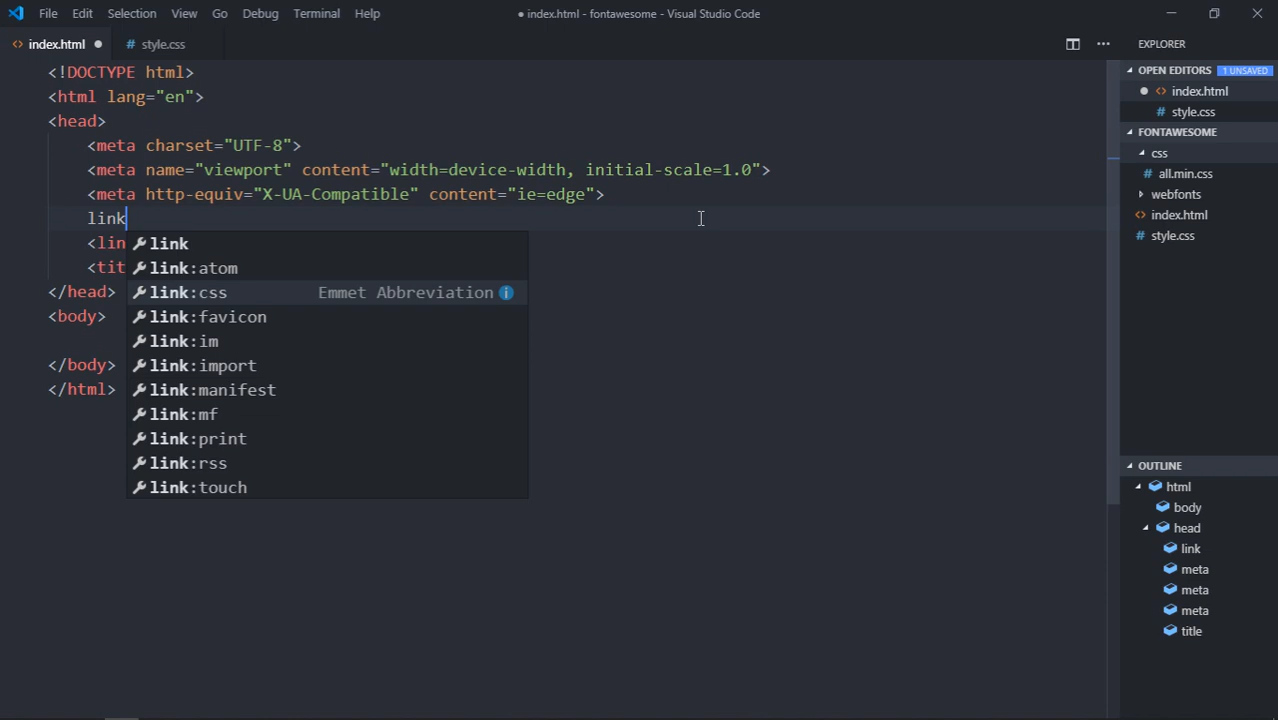 File Edit Selection View Go Debug Terminal Help
● index.html - fontawesome - Visual Studio Code
index.html
style.css
<!DOCTYPE html>
<html lang="en">
<head>
<meta charset="UTF-8">
<meta name="viewport" content="width=device-width, initial-scale=1.0">
<meta http-equiv="X-UA-Compatible" content="ie=edge">
link
<lin
<tit
</head>
<body>
</body>
</html>
link
link:atom
link:css Emmet Abbreviation
link:favicon
link:im
link:import
link:manifest
link:mf
link:print
link:rss
link:touch
EXPLORER
OPEN EDITORS 1 UNSAVED
index.html
style.css
FONTAWESOME
css
all.min.css
webfonts
index.html
style.css
OUTLINE
html
body
head
link
meta
meta
meta
title